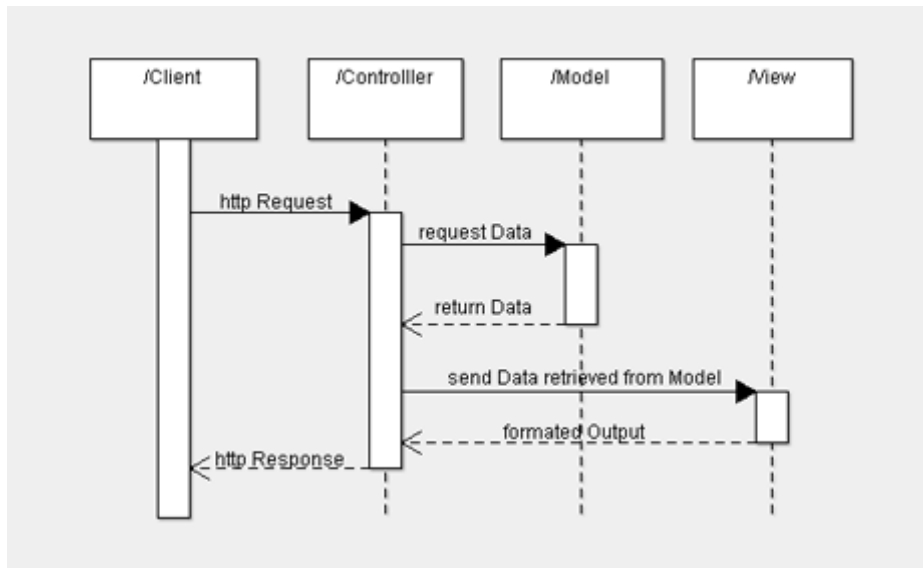 /Client
/Controlller
/Model
/View
http Request
request Data
return Data
send Data retrieved from Model
formated Output
http Response